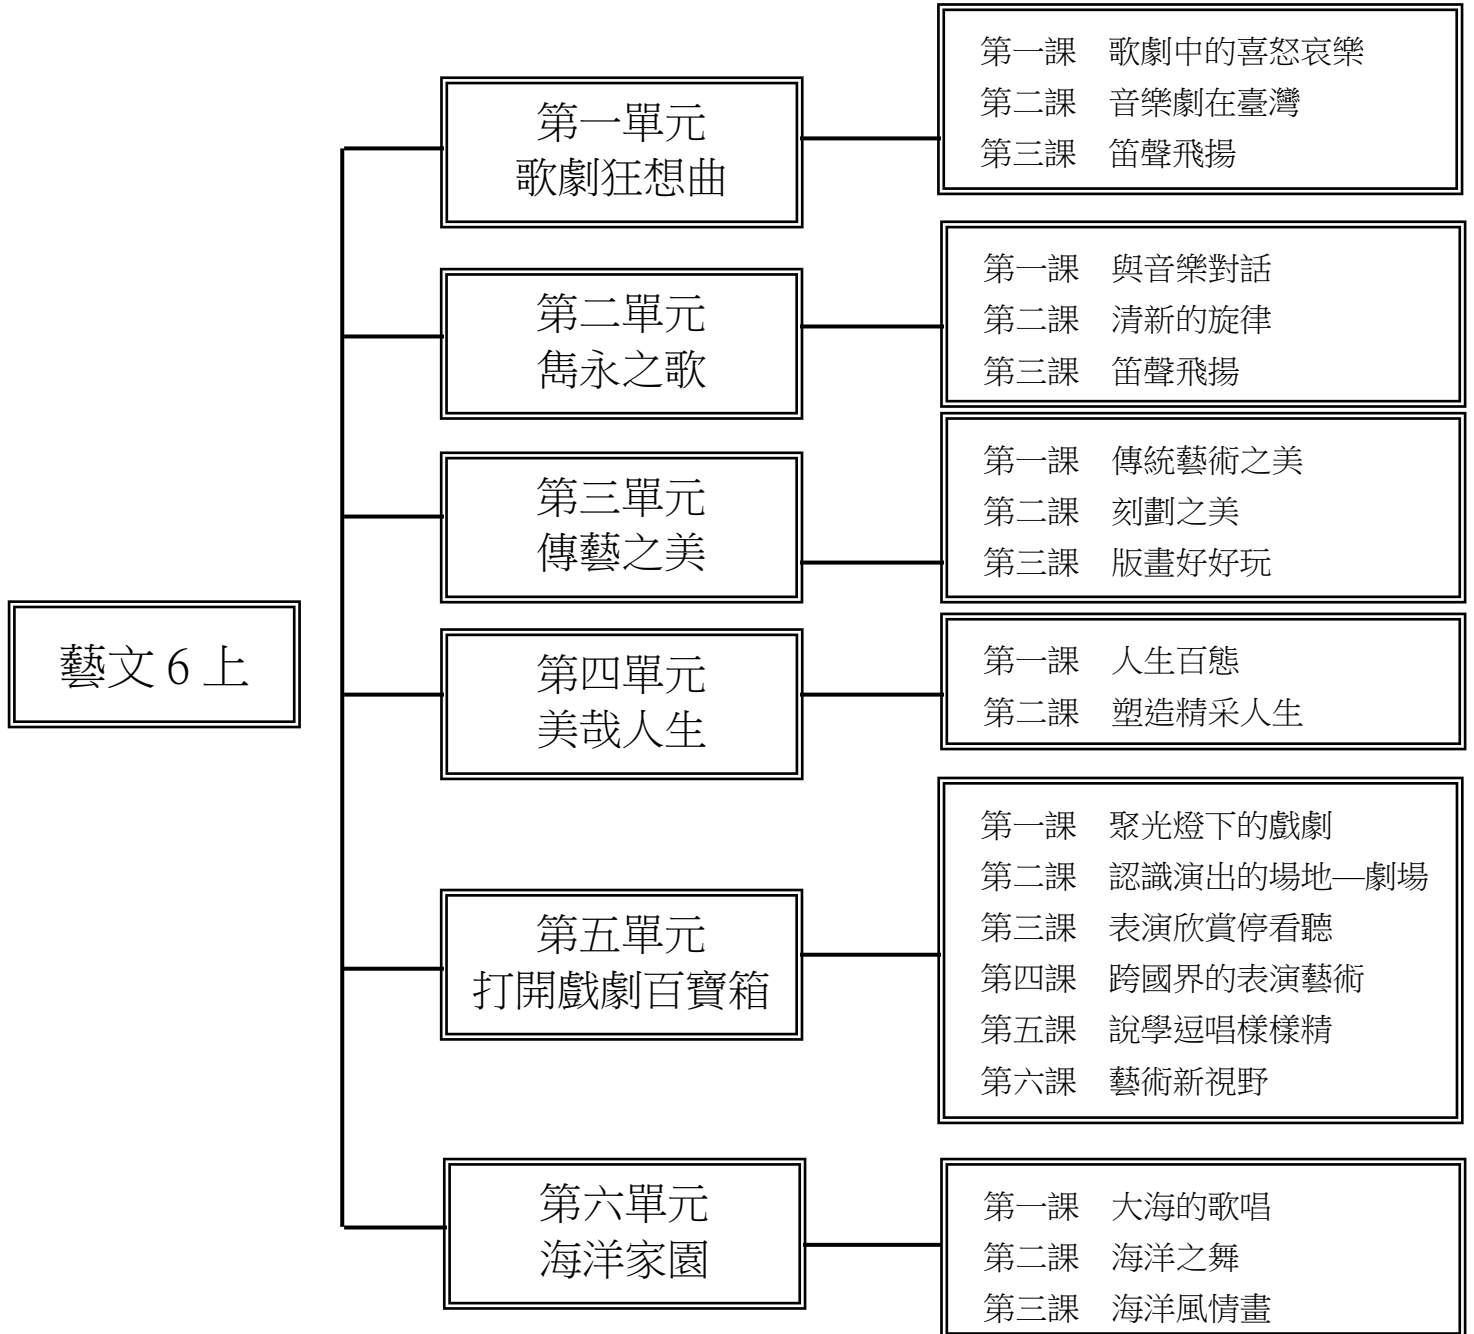 藝文 6 上
第一單元
歌劇狂想曲
第一課 歌劇中的喜怒哀樂
第二課 音樂劇在臺灣
第三課 笛聲飛揚
第二單元
雋永之歌
第一課 與音樂對話
第二課 清新的旋律
第三課 笛聲飛揚
第三單元
傳藝之美
第一課 傳統藝術之美
第二課 刻劃之美
第三課 版畫好好玩
第四單元
美哉人生
第一課 人生百態
第二課 塑造精采人生
第五單元
打開戲劇百寶箱
第一課 聚光燈下的戲劇
第二課 認識演出的場地—劇場
第三課 表演欣賞停看聽
第四課 跨國界的表演藝術
第五課 說學逗唱樣樣精
第六課 藝術新視野
第六單元
海洋家園
第一課 大海的歌唱
第二課 海洋之舞
第三課 海洋風情畫